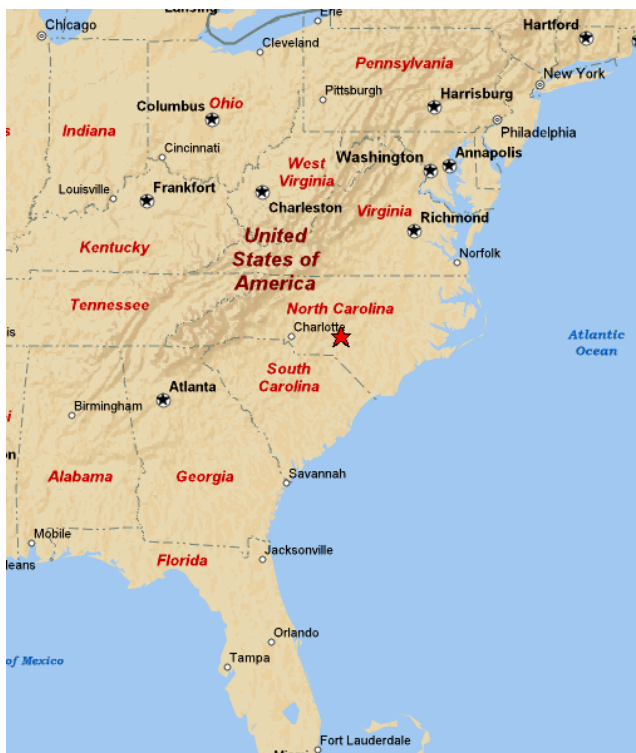 Lansing
Erie
Chicago
Hartford
Cleveland
Pennsylvania
New York
Pittsburgh
Harrisburg
Columbus
Ohio
Philadelphia
Indiana
Cincinnati
West
Virginia
Washington
Annapolis
Louisville
Frankfort
Charleston
Virginia
Richmond
Kentucky
United
States of
America
Norfolk
Tennessee
North Carolina
Charlotte
Atlantic
Ocean
South
Carolina
Atlanta
Birmingham
Alabama
Georgia
Savannah
Mobile
Jacksonville
Florida
leans
Orlando
of Mexico
Tampa
Fort Lauderdale